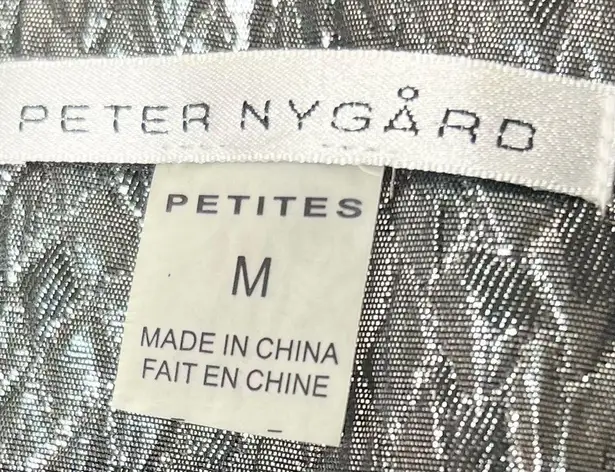 PETER NYGÅRD
PETITES
M
MADE IN CHINA
FAIT EN CHINE